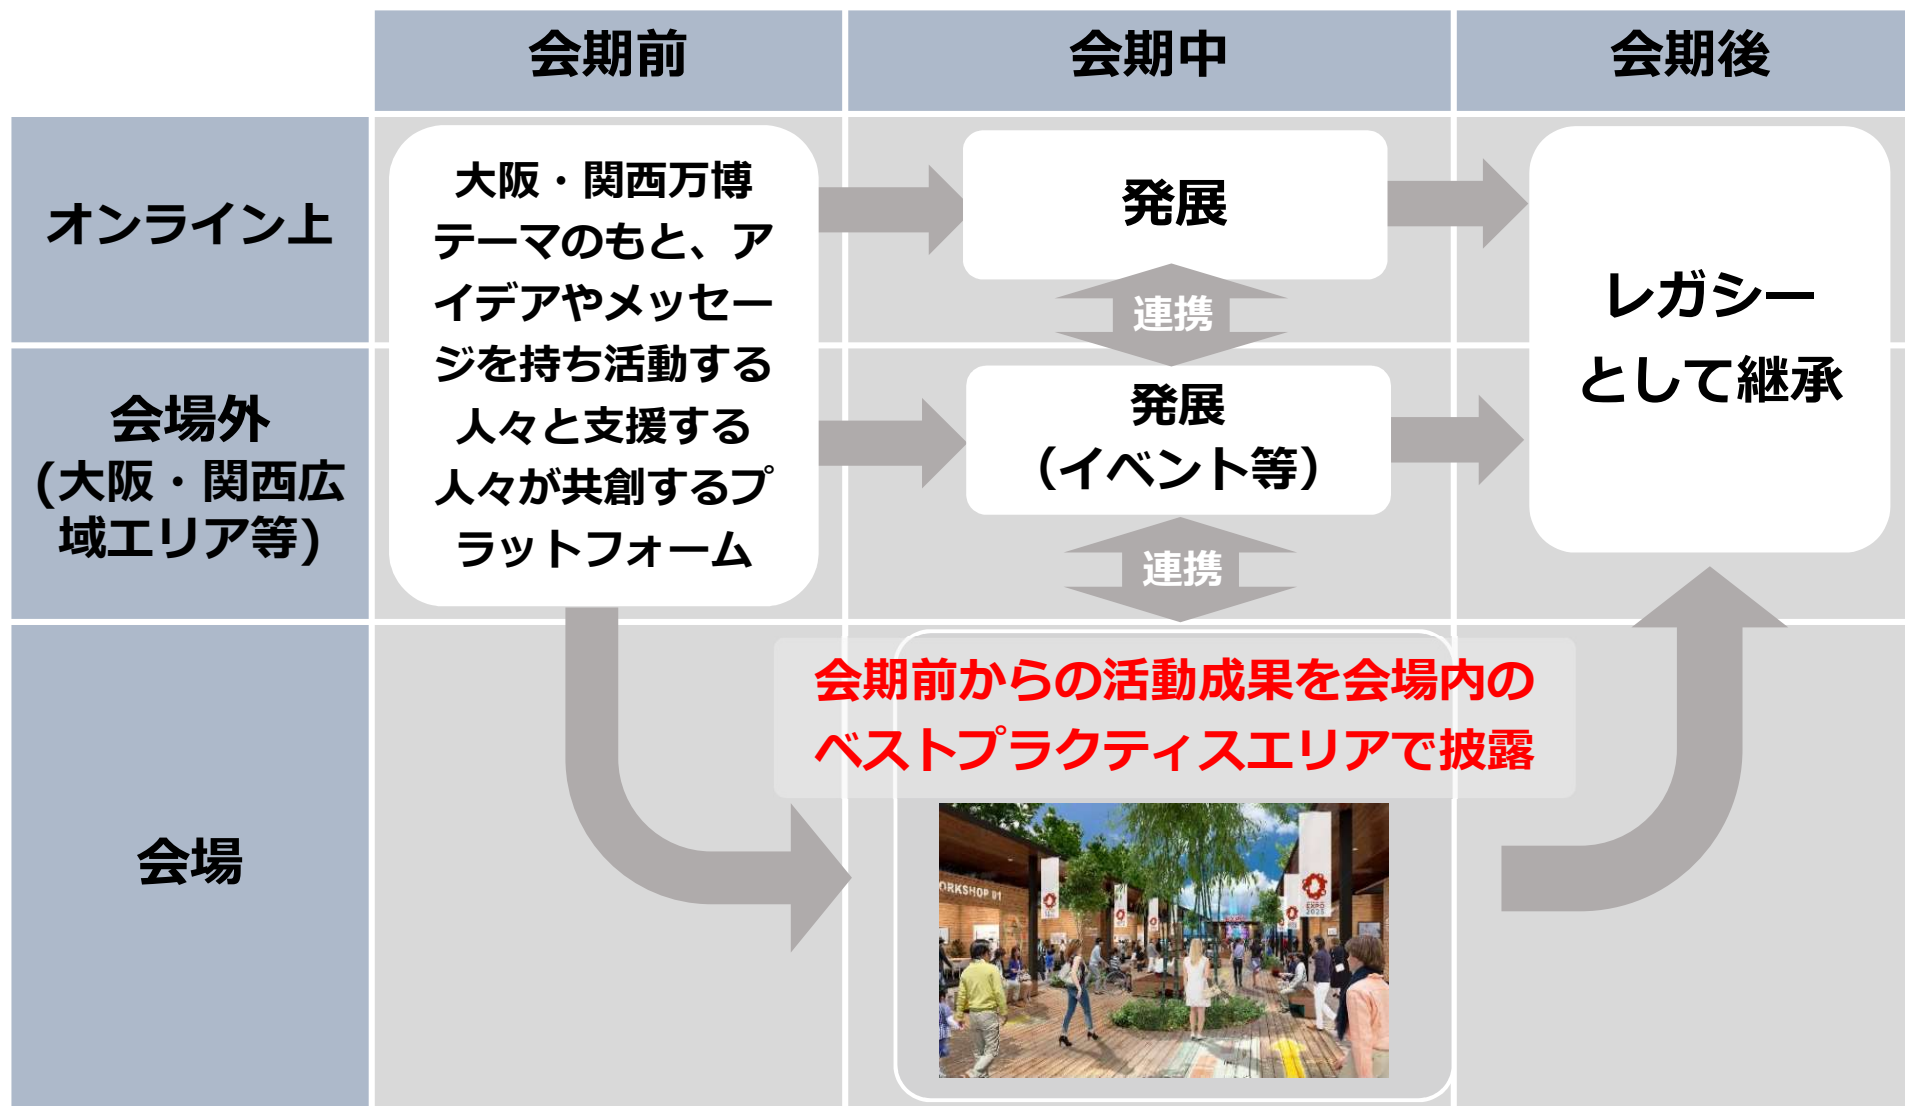 会期前
会期中
会期後
オンライン上
大阪・関西万博
テーマのもと、ア
イデアやメッセー
ジを持ち活動する
人々と支援する
人々が共創するプ
ラットフォーム
発展
連携
レガシー
として継承
会場外
(大阪・関西広
域エリア等)
発展
（イベント等）
連携
会場
会期前からの活動成果を会場内の
ベストプラクティスエリアで披露
ORKSHOP 01
EXPO
2025